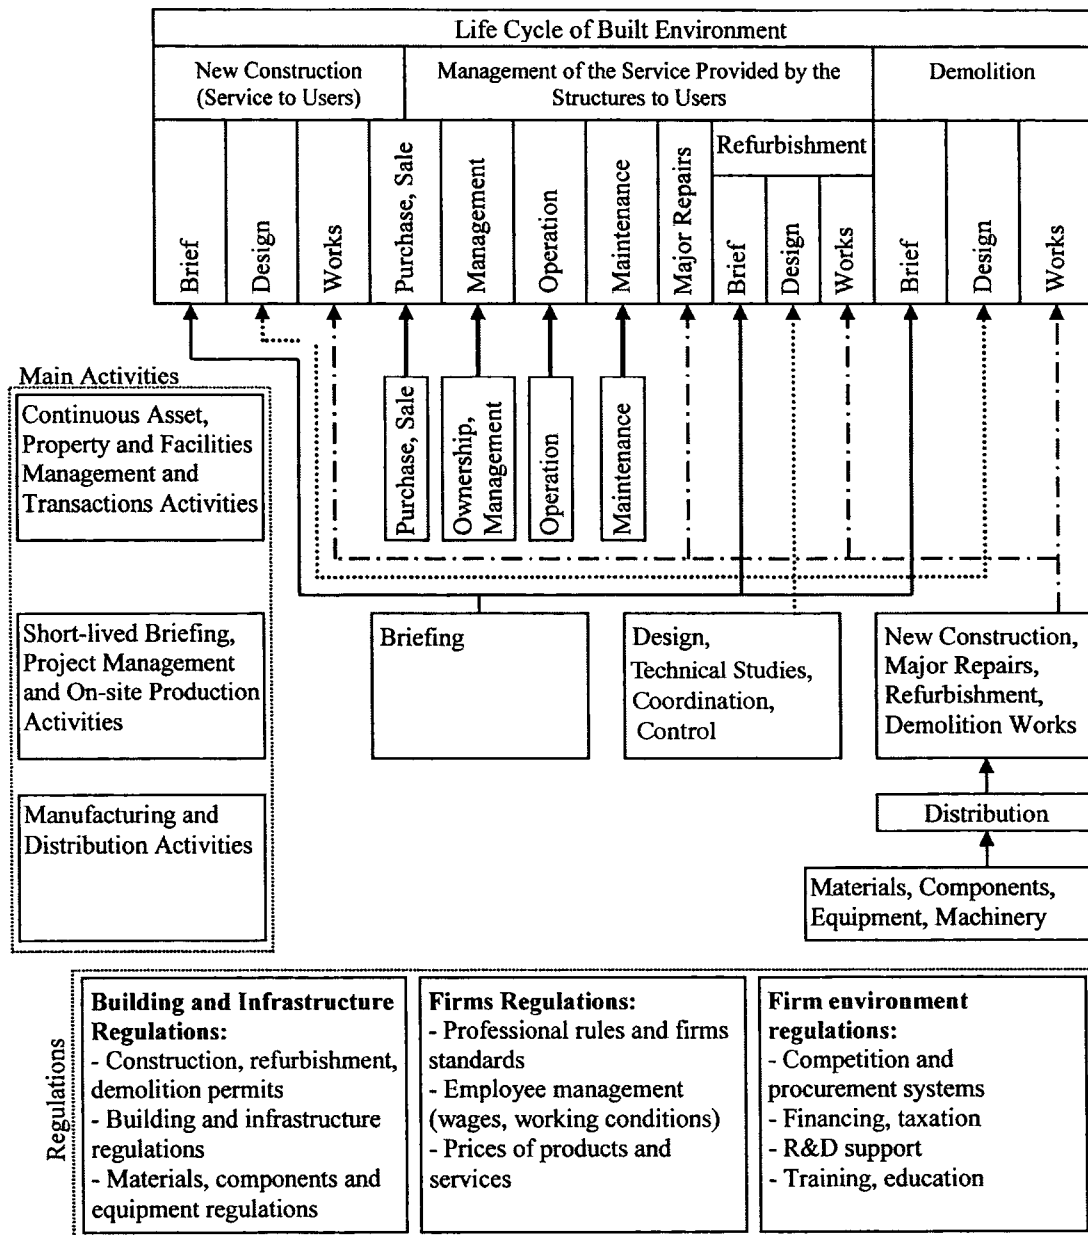 Life Cycle of Built Environment
New Construction
(Service to Users)
Management of the Service Provided by the
Structures to Users
Demolition
Brief
Design
Works
Purchase, Sale
Management
Operation
Maintenance
Major Repairs
Refurbishment
Brief
Design
Works
Brief
Design
Works
Main Activities
Continuous Asset,
Property and Facilities
Management and
Transactions Activities
Purchase, Sale
Ownership,
Management
Operation
Maintenance
Short-lived Briefing,
Project Management
and On-site Production
Activities
Briefing
Design,
Technical Studies,
Coordination,
Control
New Construction,
Major Repairs,
Refurbishment,
Demolition Works
Manufacturing and
Distribution Activities
Distribution
Materials, Components,
Equipment, Machinery
Regulations
Building and Infrastructure
Regulations:
- Construction, refurbishment,
demolition permits
- Building and infrastructure
regulations
- Materials, components and
equipment regulations
Firms Regulations:
- Professional rules and firms
standards
- Employee management
(wages, working conditions)
- Prices of products and
services
Firm environment
regulations:
- Competition and
procurement systems
- Financing, taxation
- R&D support
- Training, education